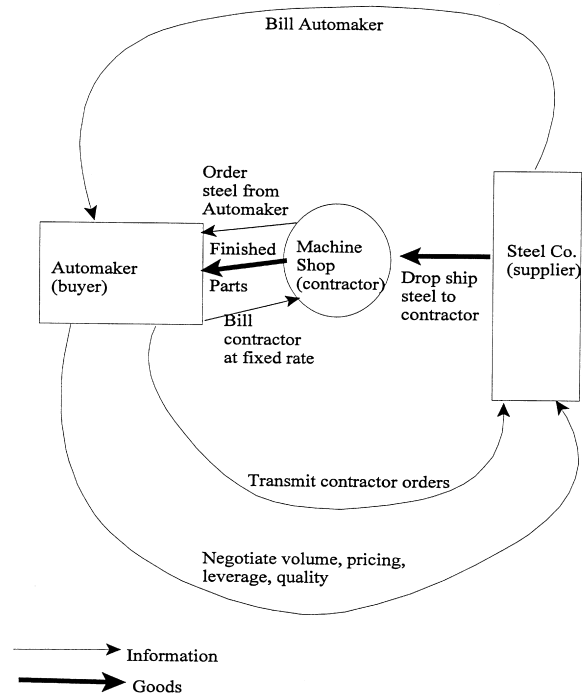 Bill Automaker
Order
steel from
Automaker
Finished
Parts
Machine
Shop
(contractor)
Steel Co.
(supplier)
Automaker
(buyer)
Drop ship
steel to
contractor
Bill
contractor
at fixed rate
Transmit contractor orders
Negotiate volume, pricing,
leverage, quality
Information
Goods